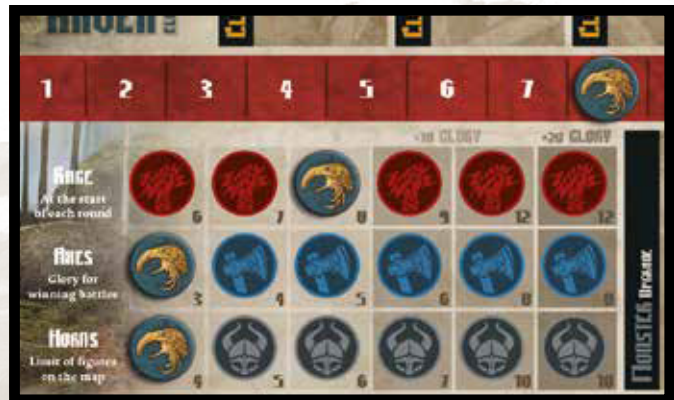 1 2 3 4 5 6 7
+10 GLORY +20 GLORY
RAGE
At the start
of each round
6 7 8 9 12 12
AXES
Glory for
winning battles
3 4 5 6 8 8
HORNS
Limit of figures
on the map
4 5 6 7 10 10
MONSTER UPGRADE